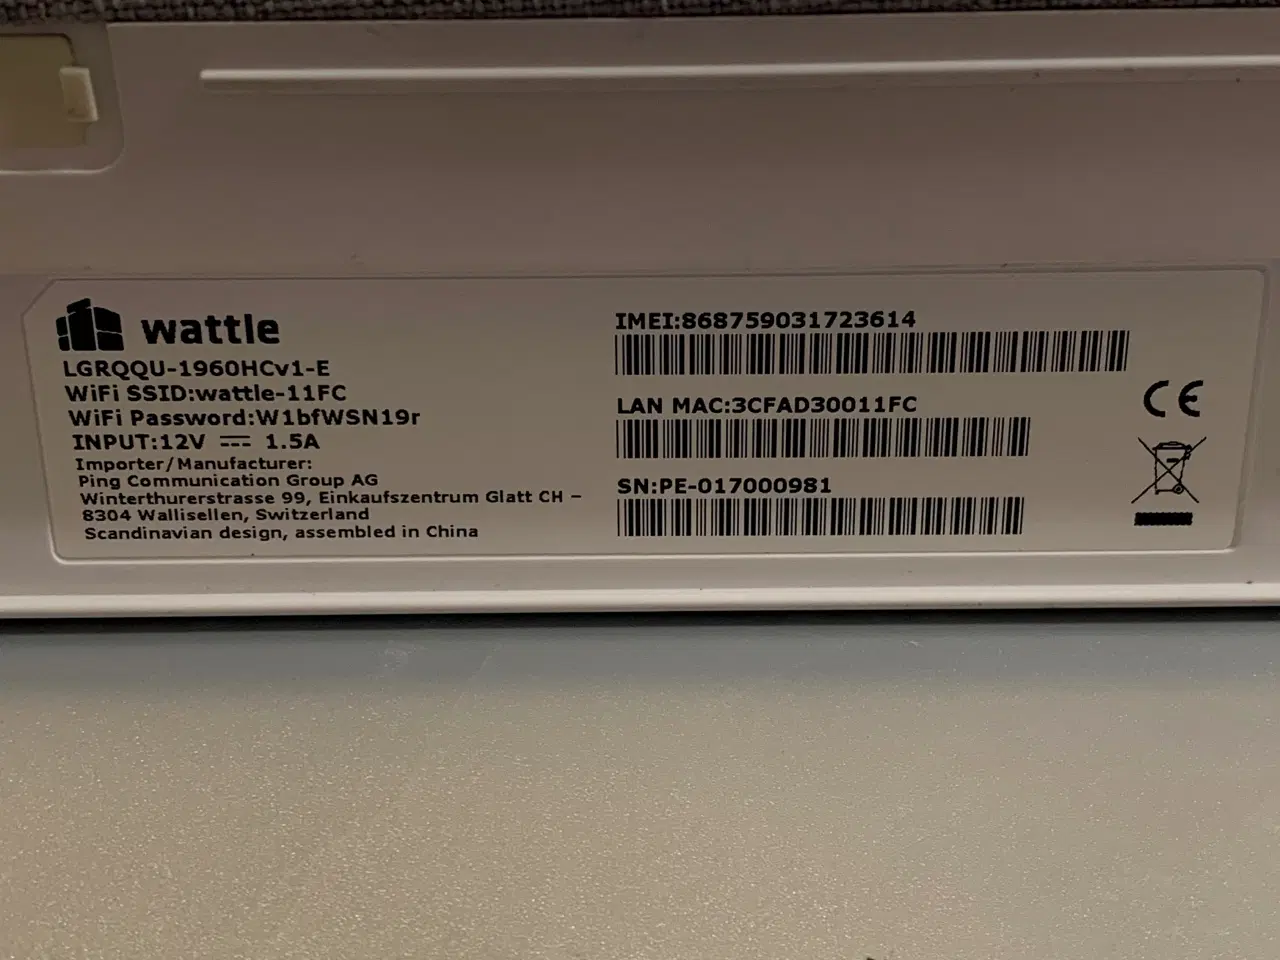 wattle
LGRQQU-1960HCv1-E
WiFi SSID:wattle-11FC
WiFi Password:W1bfWSN19r
INPUT:12V ⎓ 1.5A
Importer/Manufacturer:
Ping Communication Group AG
Winterthurerstrasse 99, Einkaufszentrum Glatt CH –
8304 Wallisellen, Switzerland
Scandinavian design, assembled in China
IMEI:868759031723614
LAN MAC:3CFAD30011FC
SN:PE-017000981
CE